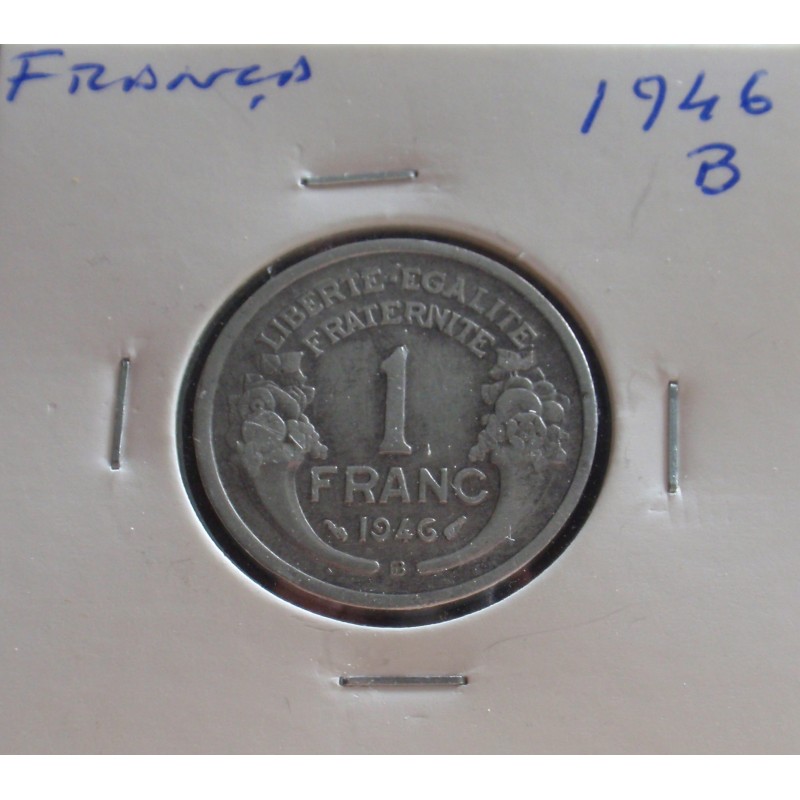 França
1946
B
LIBERTE·EGALITE
FRATERNITE
1
FRANC
1946
B